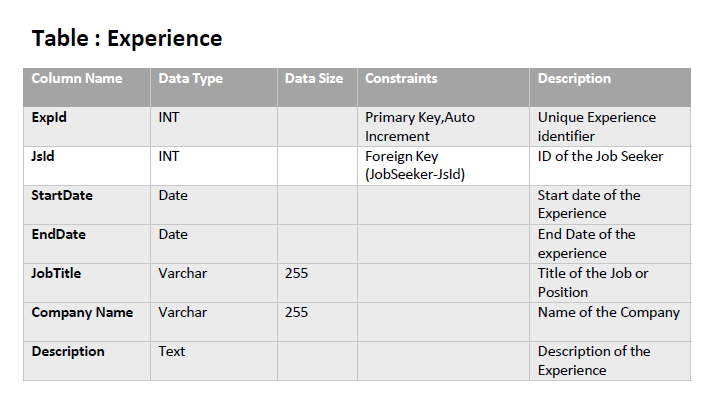 Table : Experience
Column Name Data Type Data Size Constraints Description
ExpId INT Primary Key,Auto Unique Experience
Increment identifier
JsId INT Foreign Key ID of the Job Seeker
(JobSeeker-JsId)
StartDate Date Start date of the
Experience
EndDate Date End Date of the
experience
JobTitle Varchar 255 Title of the Job or
Position
Company Name Varchar 255 Name of the Company
Description Text Description of the
Experience